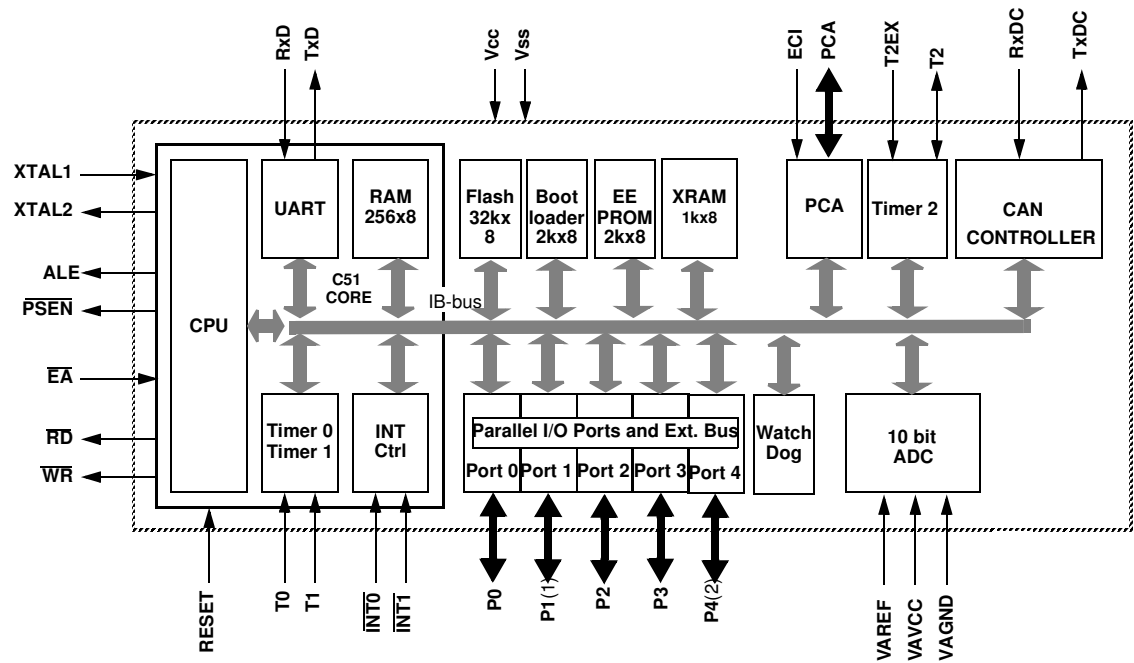 RxD
TxD
Vcc
Vss
ECI
PCA
T2EX
T2
RxDC
TxDC
XTAL1
XTAL2
ALE
PSEN
EA
RD
WR
CPU
UART
RAM
256x8
C51
CORE
IB-bus
Flash
32kx
8
Boot
loader
2kx8
EE
PROM
2kx8
XRAM
1kx8
PCA
Timer 2
CAN
CONTROLLER
Timer 0
Timer 1
INT
Ctrl
Parallel I/O Ports and Ext. Bus
Port 0
Port 1
Port 2
Port 3
Port 4
Watch
Dog
10 bit
ADC
RESET
T0
T1
INT0
INT1
P0
P1(1)
P2
P3
P4(2)
VAREF
VAVCC
VAGND